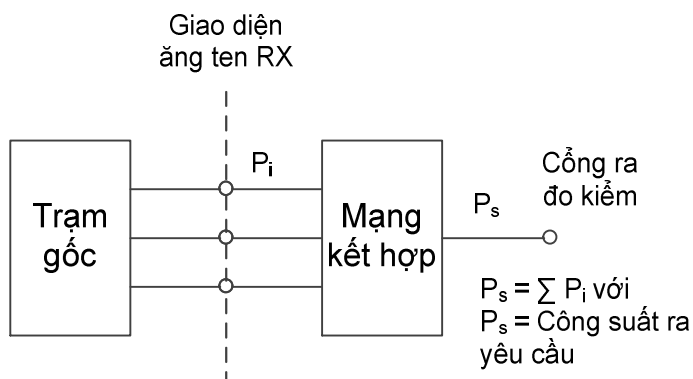 Giao diện
ăng ten RX
Pi
Trạm
gốc
Mạng
kết hợp
Ps
Cổng ra
đo kiểm
Ps = ∑ Pi với
Ps = Công suất ra
yêu cầu